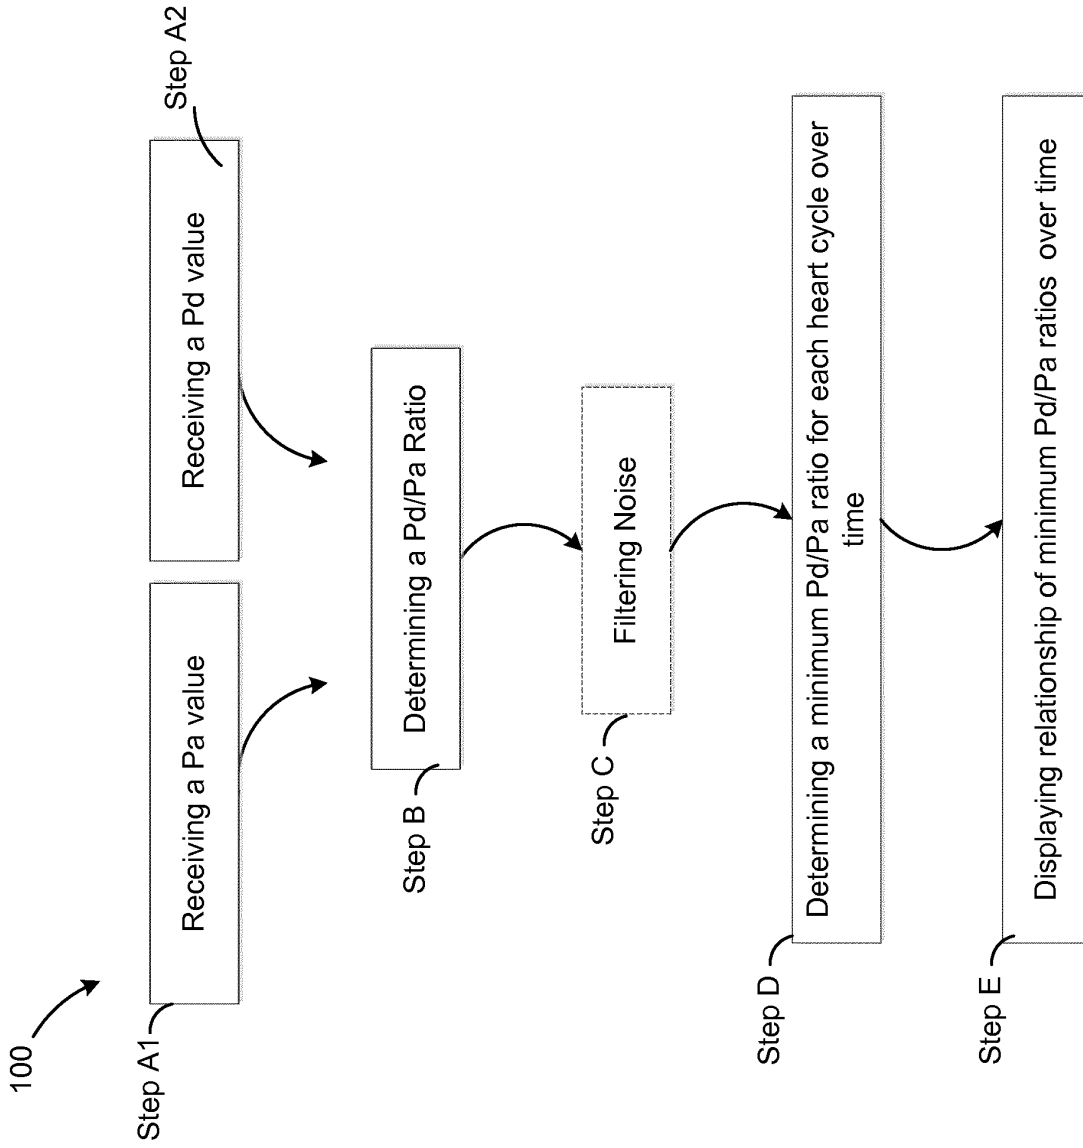 100
Step A1
Receiving a Pa value
Receiving a Pd value
Step A2
Step B
Determining a Pd/Pa Ratio
Step C
Filtering Noise
Step D
Determining a minimum Pd/Pa ratio for each heart cycle over
time
Step E
Displaying relationship of minimum Pd/Pa ratios over time